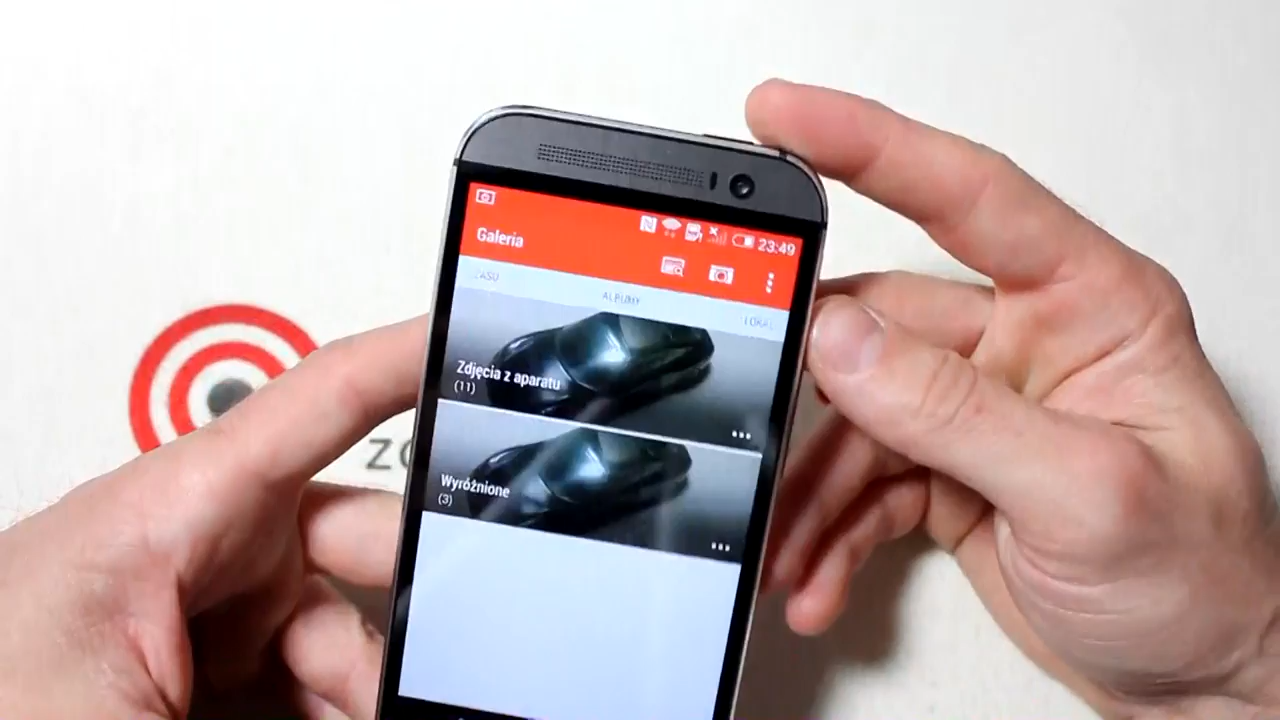 23:49
Galeria
ALBUMY
Zdjęcia z aparatu
(11)
Wyróżnione
(3)